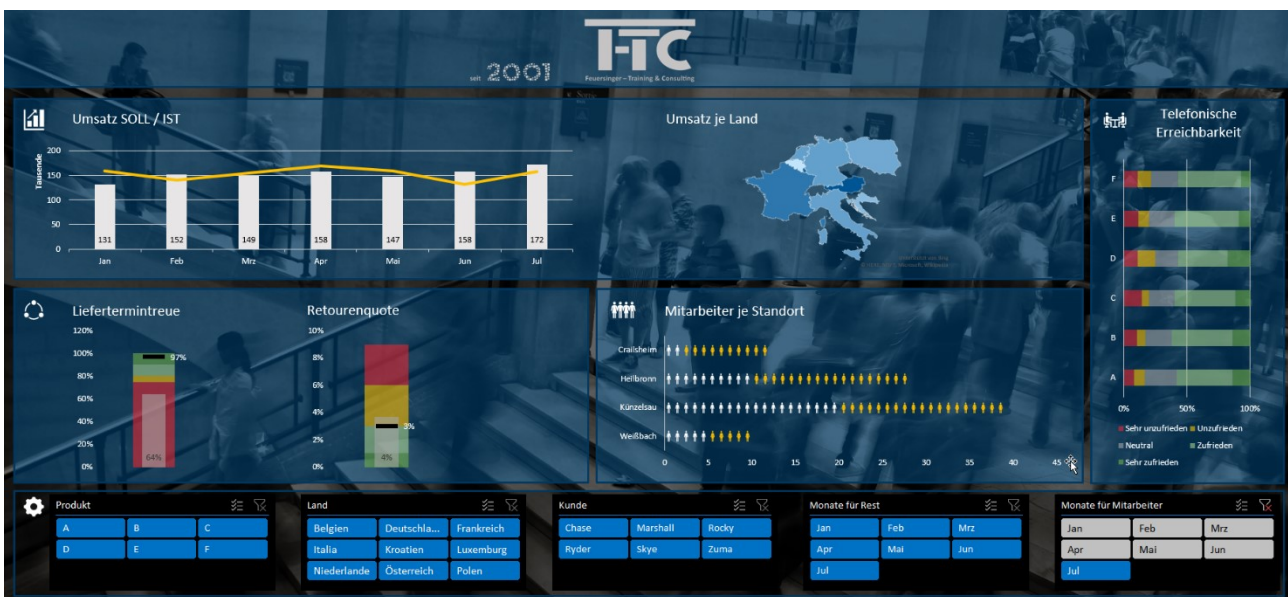 HTC
seit 2001
Feuersinger – Training & Consulting
Umsatz SOLL / IST
Tausende
200
150
100
50
0
131 152 149 158 147 158 172
Jan Feb Mrz Apr Mai Jun Jul
Umsatz je Land
Telefonische
Erreichbarkeit
F
E
D
C
B
A
0% 50% 100%
Sehr unzufrieden Unzufrieden
Neutral Zufrieden
Sehr zufrieden
Liefertermintreue
120%
100%
80%
60%
40%
20%
0%
97%
64%
Retourenquote
10%
8%
6%
4%
2%
0%
3%
4%
Mitarbeiter je Standort
Crailsheim
Heilbronn
Künzelsau
Weißbach
0 5 10 15 20 25 30 35 40 45
Produkt
A B C
D E F
Land
Belgien Deutschla... Frankreich
Italia Kroatien Luxemburg
Niederlande Österreich Polen
Kunde
Chase Marshall Rocky
Ryder Skye Zuma
Monate für Rest
Jan Feb Mrz
Apr Mai Jun
Jul
Monate für Mitarbeiter
Jan Feb Mrz
Apr Mai Jun
Jul